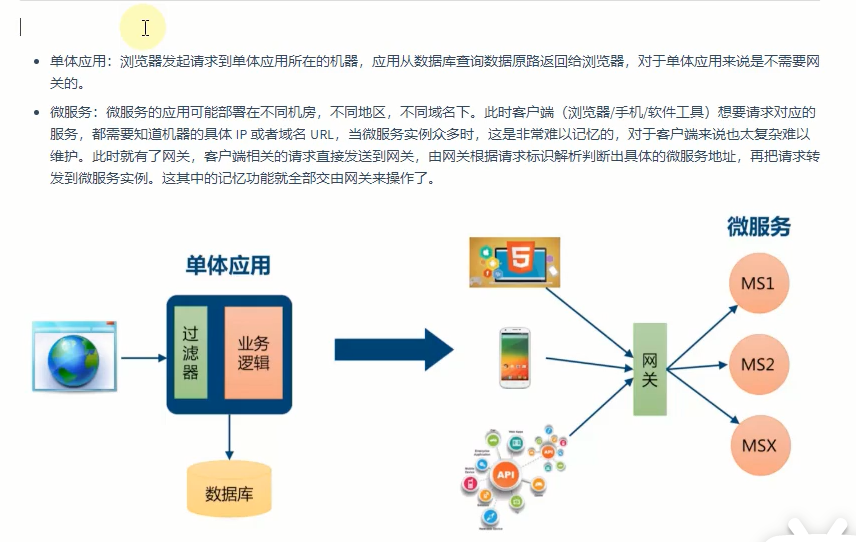 单体应用：浏览器发起请求到单体应用所在的机器，应用从数据库查询数据原路返回给浏览器，对于单体应用来说是不需要网
关的。
微服务：微服务的应用可能部署在不同机房，不同地区，不同域名下。此时客户端（浏览器/手机/软件工具）想要请求对应的
服务，都需要知道机器的具体 IP 或者域名 URL，当微服务实例众多时，这是非常难以记忆的，对于客户端来说也太复杂难以
维护。此时就有了网关，客户端相关的请求直接发送到网关，由网关根据请求标识解析判断出具体的微服务地址，再把请求转
发到微服务实例。这其中的记忆功能就全部交由网关来操作了。
微服务
单体应用
5
MS1
过滤器
业务
逻辑
网关
MS2
API
API
MSX
数据库